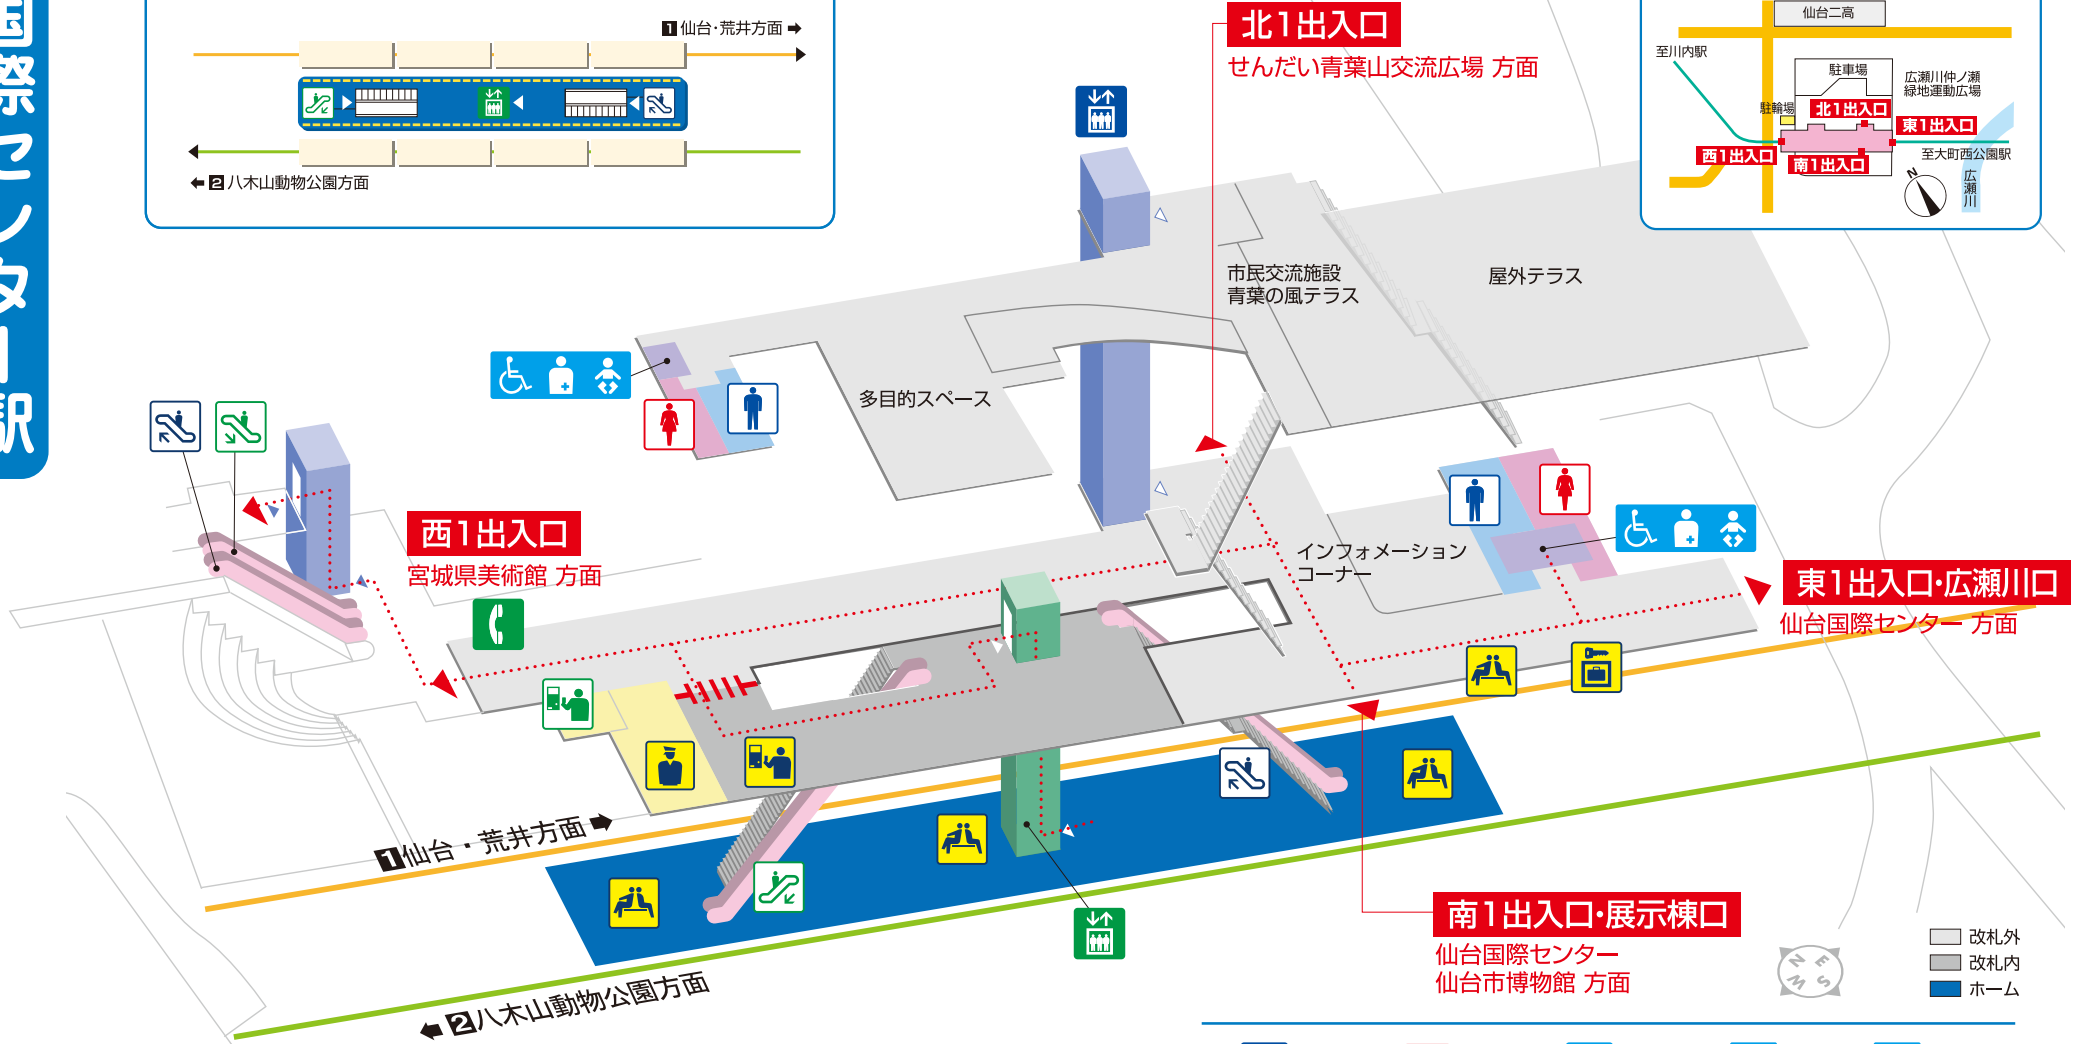 国際センター駅
1 仙台・荒井方面 ➡
⬅ 2 八木山動物公園方面
北1出入口
せんだい青葉山交流広場 方面
仙台二高
至川内駅
駐車場
広瀬川仲ノ瀬
緑地運動広場
駐輪場
北1出入口
東1出入口
西1出入口
南1出入口
至大町西公園駅
広瀬川
N
市民交流施設
青葉の風テラス
屋外テラス
多目的スペース
西1出入口
宮城県美術館 方面
インフォメーション
コーナー
東1出入口・広瀬川口
仙台国際センター 方面
1 仙台・荒井方面 ➡
⬅ 2 八木山動物公園方面
南1出入口・展示棟口
仙台国際センター
仙台市博物館 方面
N E
W S
改札外
改札内
ホーム